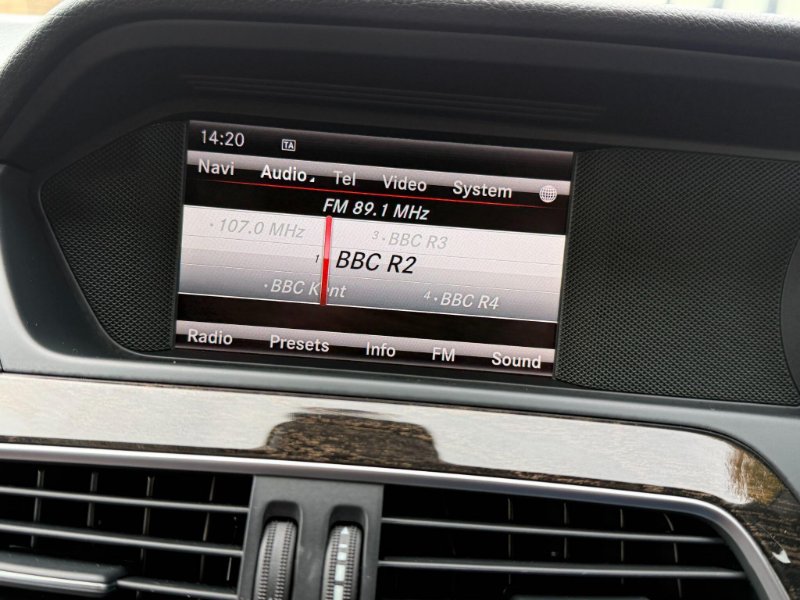 14:20 TA
Navi Audio Tel Video System
FM 89.1 MHz
· 107.0 MHz 3 · BBC R3
1 BBC R2
· BBC Kent 4 · BBC R4
Radio Presets Info FM Sound